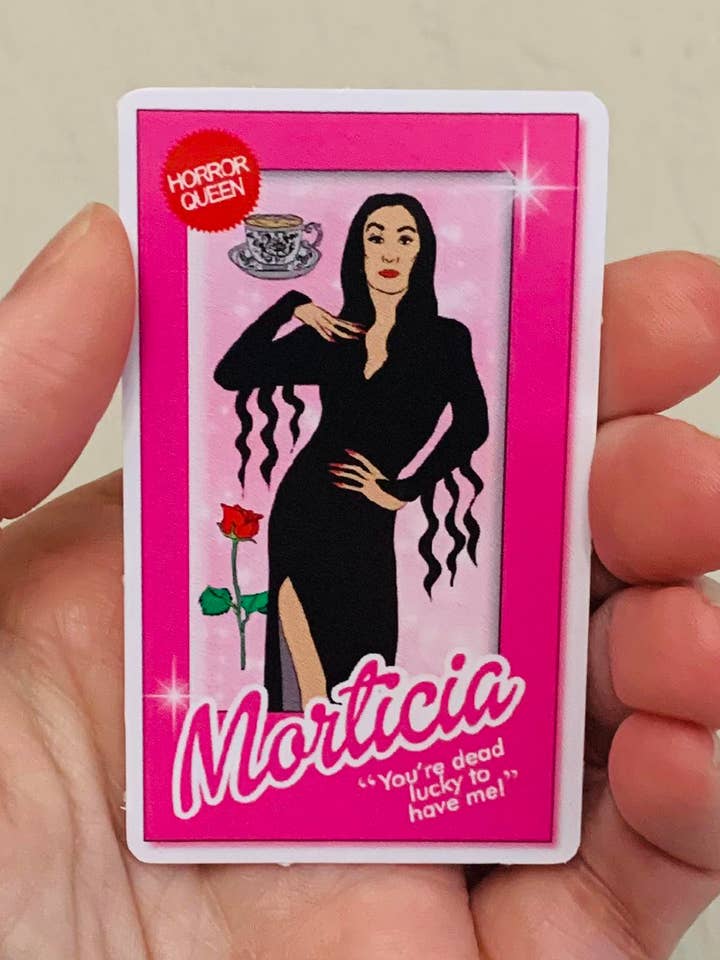 HORROR
QUEEN
Morticia
“You're dead
lucky to
have me!”